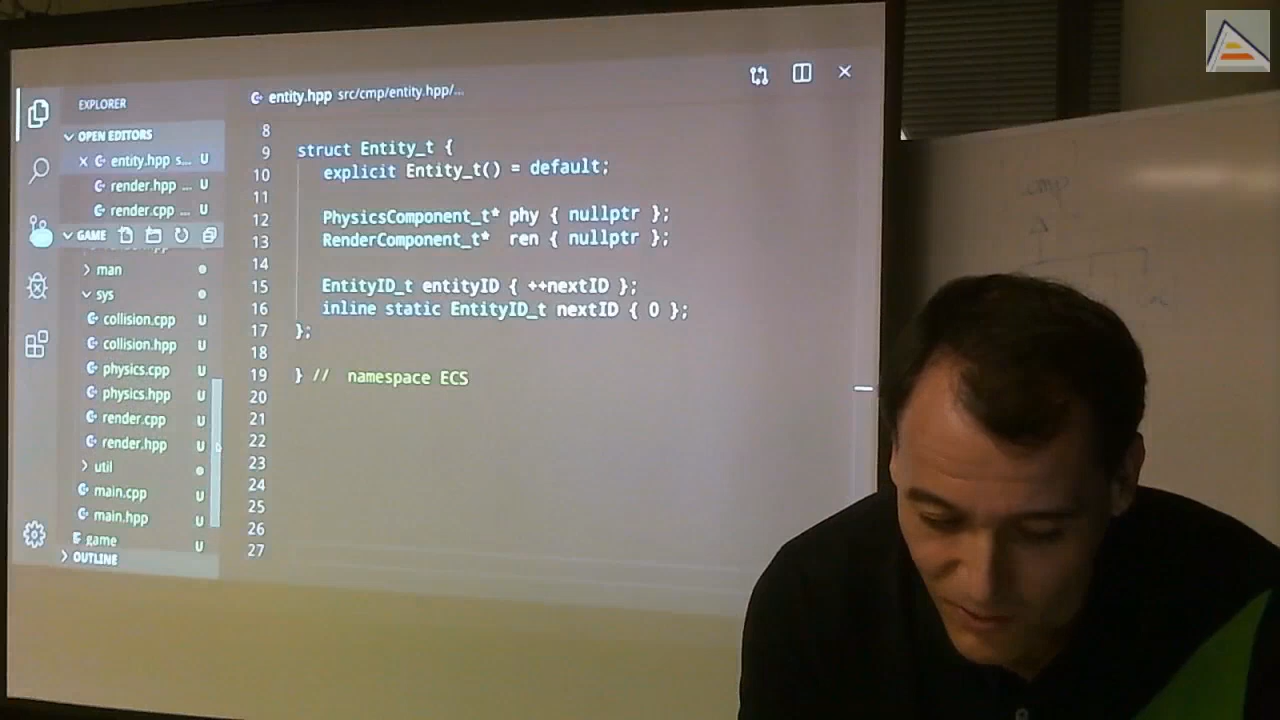 EXPLORER
OPEN EDITORS
entity.hpp s... U
render.hpp ... U
render.cpp ... U
GAME
man
sys
collision.cpp U
collision.hpp U
physics.cpp U
physics.hpp U
render.cpp U
render.hpp U
util
main.cpp U
main.hpp U
game U
OUTLINE
entity.hpp src/cmp/entity.hpp/...
8
9 struct Entity_t {
10 explicit Entity_t() = default;
11
12 PhysicsComponent_t* phy { nullptr };
13 RenderComponent_t* ren { nullptr };
14
15 EntityID_t entityID { ++nextID };
16 inline static EntityID_t nextID { 0 };
17 };
18
19 } // namespace ECS
20
21
22
23
24
25
26
27
cmp